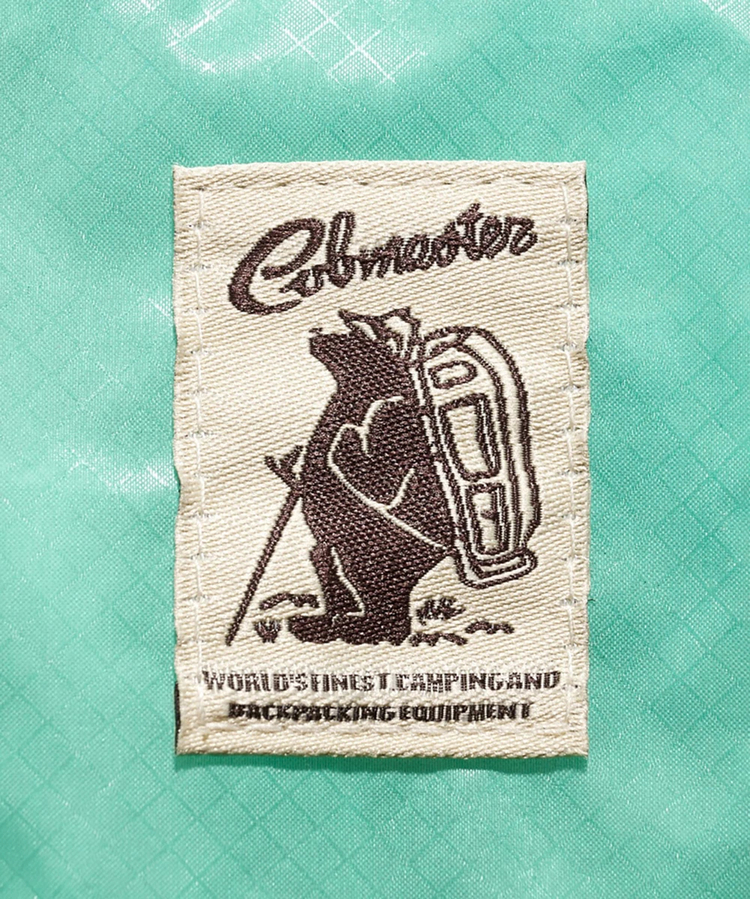 Cubmaster
WORLD'S FINEST CAMPING AND
BACKPACKING EQUIPMENT